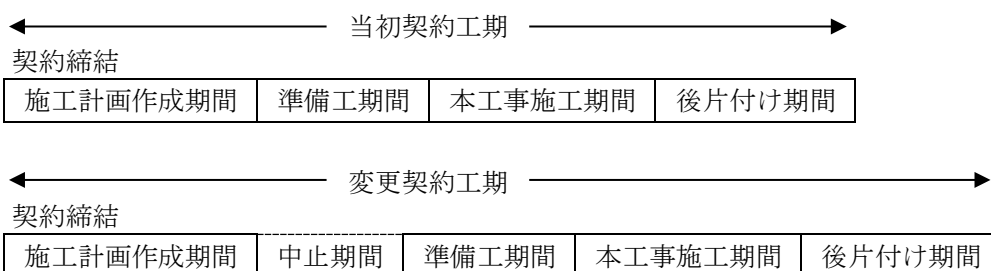 当初契約工期
契約締結
施工計画作成期間 準備工期間 本工事施工期間 後片付け期間
変更契約工期
契約締結
施工計画作成期間 中止期間 準備工期間 本工事施工期間 後片付け期間